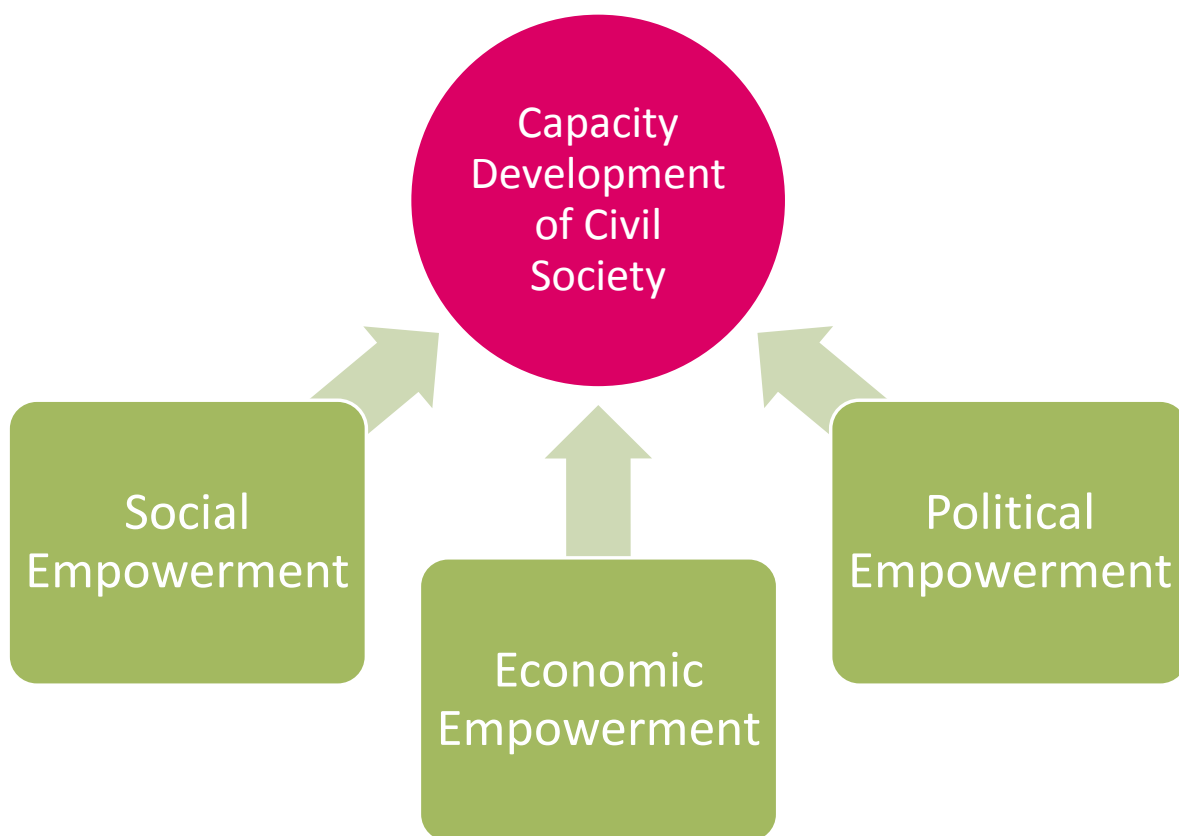 Capacity
Development
of Civil
Society
Social
Empowerment
Economic
Empowerment
Political
Empowerment